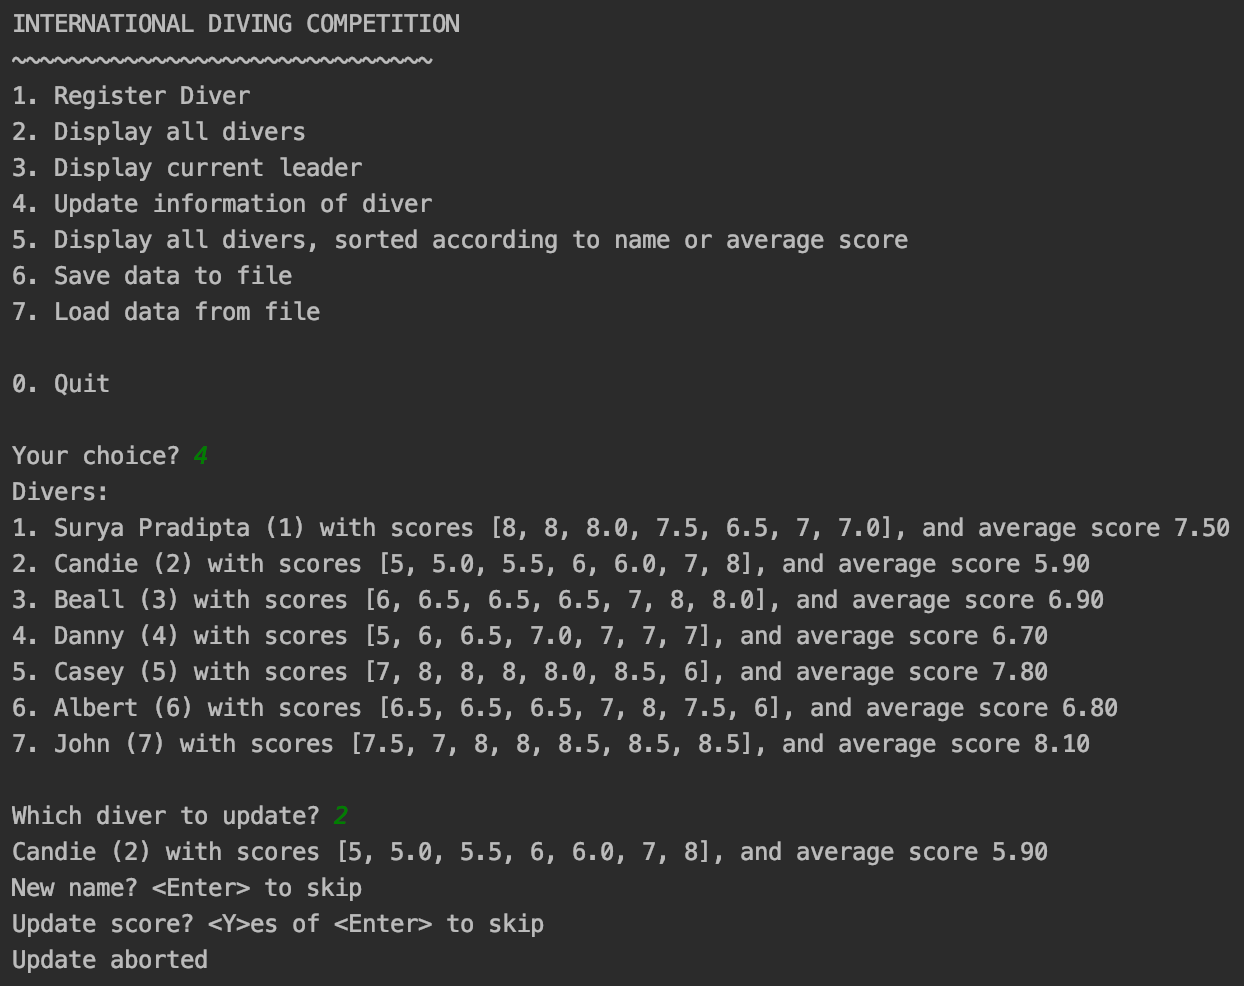 INTERNATIONAL DIVING COMPETITION
~~~~~~~~~~~~~~~~~~~~~~~~~~~~~~
1. Register Diver
2. Display all divers
3. Display current leader
4. Update information of diver
5. Display all divers, sorted according to name or average score
6. Save data to file
7. Load data from file
0. Quit
Your choice? 4
Divers:
1. Surya Pradipta (1) with scores [8, 8, 8.0, 7.5, 6.5, 7, 7.0], and average score 7.50
2. Candie (2) with scores [5, 5.0, 5.5, 6, 6.0, 7, 8], and average score 5.90
3. Beall (3) with scores [6, 6.5, 6.5, 6.5, 7, 8, 8.0], and average score 6.90
4. Danny (4) with scores [5, 6, 6.5, 7.0, 7, 7, 7], and average score 6.70
5. Casey (5) with scores [7, 8, 8, 8, 8.0, 8.5, 6], and average score 7.80
6. Albert (6) with scores [6.5, 6.5, 6.5, 7, 8, 7.5, 6], and average score 6.80
7. John (7) with scores [7.5, 7, 8, 8, 8.5, 8.5, 8.5], and average score 8.10
Which diver to update? 2
Candie (2) with scores [5, 5.0, 5.5, 6, 6.0, 7, 8], and average score 5.90
New name? <Enter> to skip
Update score? <Y>es of <Enter> to skip
Update aborted